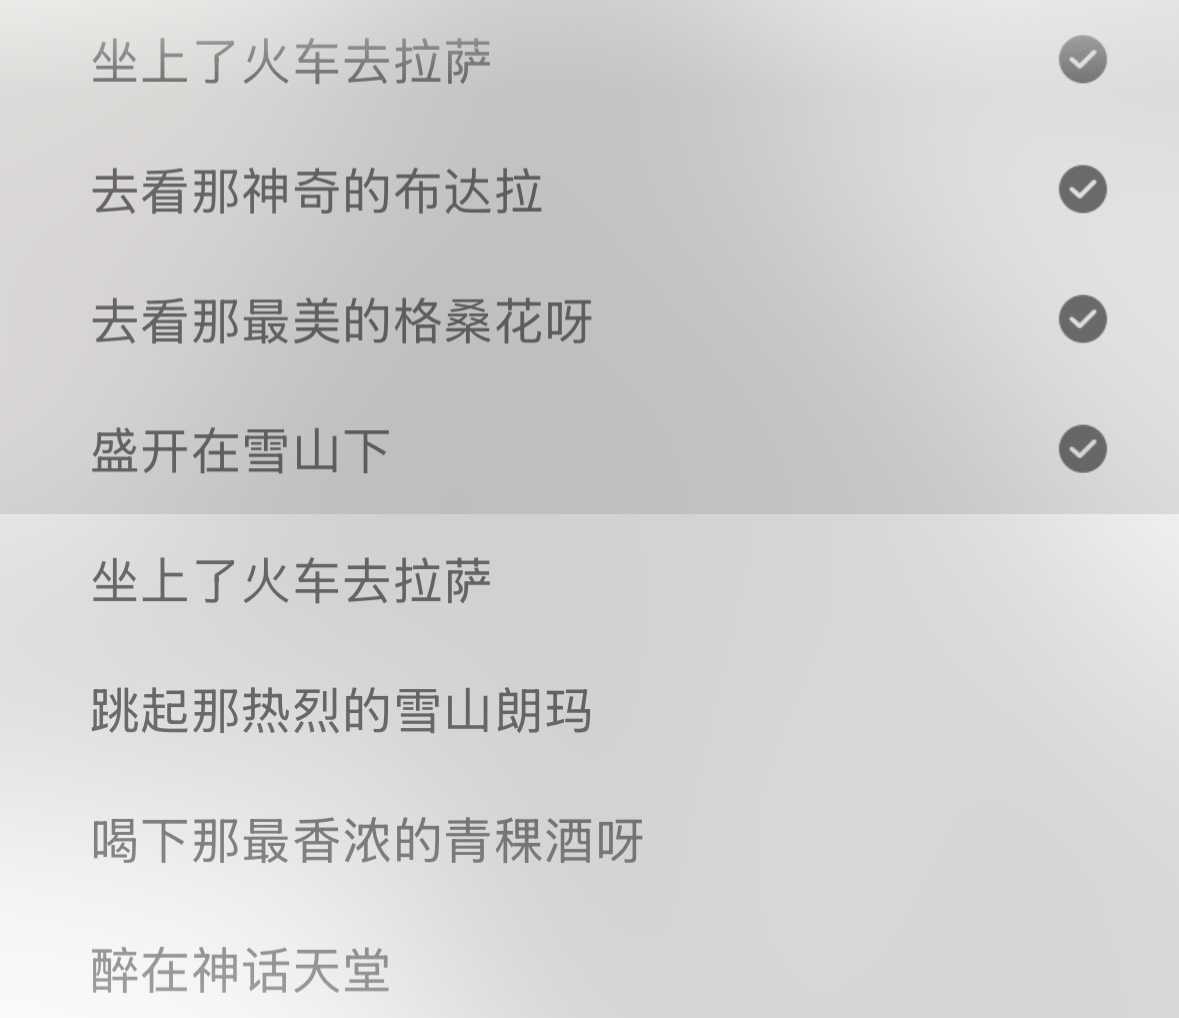 坐上了火车去拉萨
去看那神奇的布达拉
去看那最美的格桑花呀
盛开在雪山下
坐上了火车去拉萨
跳起那热烈的雪山朗玛
喝下那最香浓的青稞酒呀
醉在神话天堂